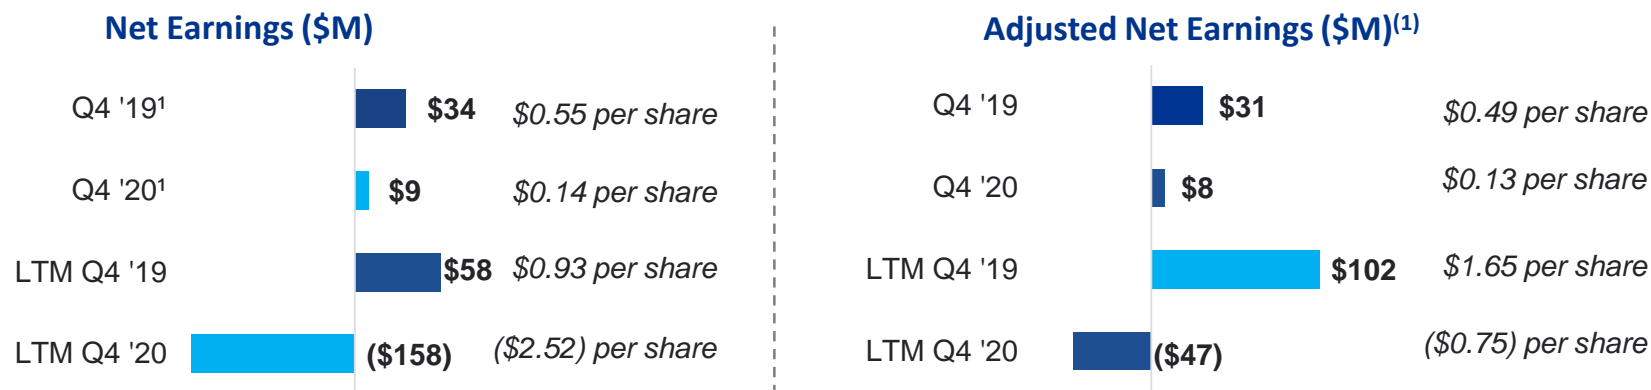 Net Earnings ($M)
Q4 '19¹ $34 $0.55 per share
Q4 '20¹ $9 $0.14 per share
LTM Q4 '19 $58 $0.93 per share
LTM Q4 '20 ($158) ($2.52) per share
Adjusted Net Earnings ($M)(1)
Q4 '19 $31 $0.49 per share
Q4 '20 $8 $0.13 per share
LTM Q4 '19 $102 $1.65 per share
LTM Q4 '20 ($47) ($0.75) per share